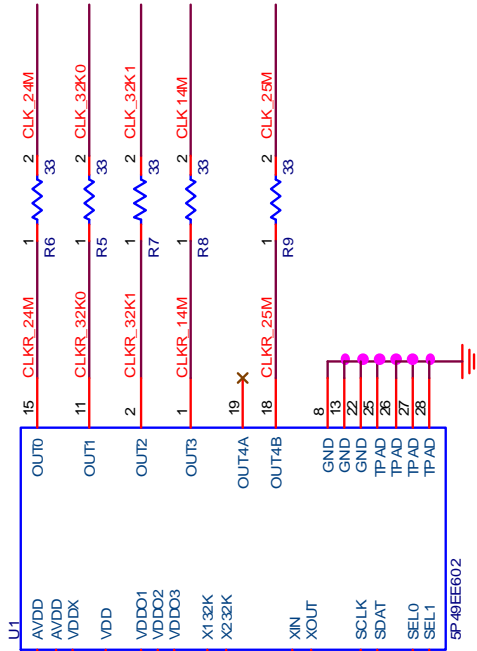 U1
15 CLKR_24M 1 2 CLK_24M
AVDD OUT0
R6 33
AVDD
VDDX
11 CLKR_32K0 1 2 CLK_32K0
OUT1
R5 33
VDD
2 CLKR_32K1 1 2 CLK_32K1
VDDO1 OUT2
R7 33
VDDO2
VDDO3
1 CLKR_14M 1 2 CLK14M
OUT3
R8 33
X132K
X232K
19
OUT4A
18 CLKR_25M 1 2 CLK_25M
OUT4B
R9 33
XIN
XOUT
8
GND
13
GND
22
SCLK GND
25
SDAT TPAD
26
TPAD
27
SEL0 TPAD
28
SEL1 TPAD
5P49EE602